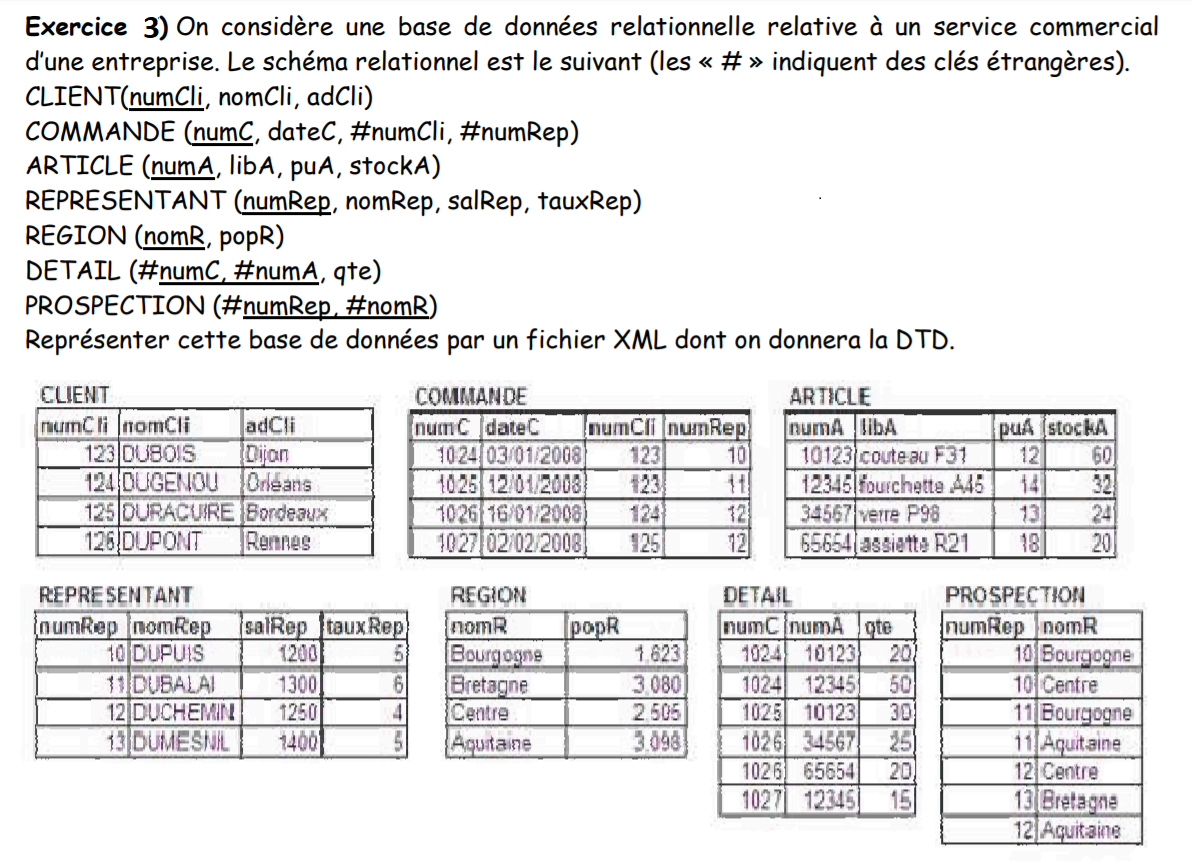 Exercice 3) On considère une base de données relationnelle relative à un service commercial
d'une entreprise. Le schéma relationnel est le suivant (les « # » indiquent des clés étrangères).
CLIENT(numCli, nomCli, adCli)
COMMANDE (numC, dateC, #numCli, #numRep)
ARTICLE (numA, libA, puA, stockA)
REPRESENTANT (numRep, nomRep, salRep, tauxRep)
REGION (nomR, popR)
DETAIL (#numC, #numA, qte)
PROSPECTION (#numRep, #nomR)
Représenter cette base de données par un fichier XML dont on donnera la DTD.
CLIENT
numCli nomCli adCli
123 DUBOIS Dijon
124 DUGENOU Orléans
125 DURACUIRE Bordeaux
126 DUPONT Rennes
COMMANDE
numC dateC numCli numRep
1024 03/01/2008 123 10
1025 12/01/2008 123 11
1026 16/01/2008 124 12
1027 02/02/2008 125 12
ARTICLE
numA libA puA stockA
10123 couteau F31 12 60
12345 fourchette A45 14 32
34567 verre P98 13 24
65654 assiette R21 18 20
REPRESENTANT
numRep nomRep salRep tauxRep
10 DUPUIS 1200 5
11 DUBALAI 1300 6
12 DUCHEMIN 1250 4
13 DUMESNIL 1400 5
REGION
nomR popR
Bourgogne 1,623
Bretagne 3,080
Centre 2,505
Aquitaine 3,098
DETAIL
numC numA qte
1024 10123 20
1024 12345 50
1025 10123 30
1026 34567 25
1026 65654 20
1027 12345 15
PROSPECTION
numRep nomR
10 Bourgogne
10 Centre
11 Bourgogne
11 Aquitaine
12 Centre
13 Bretagne
12 Aquitaine